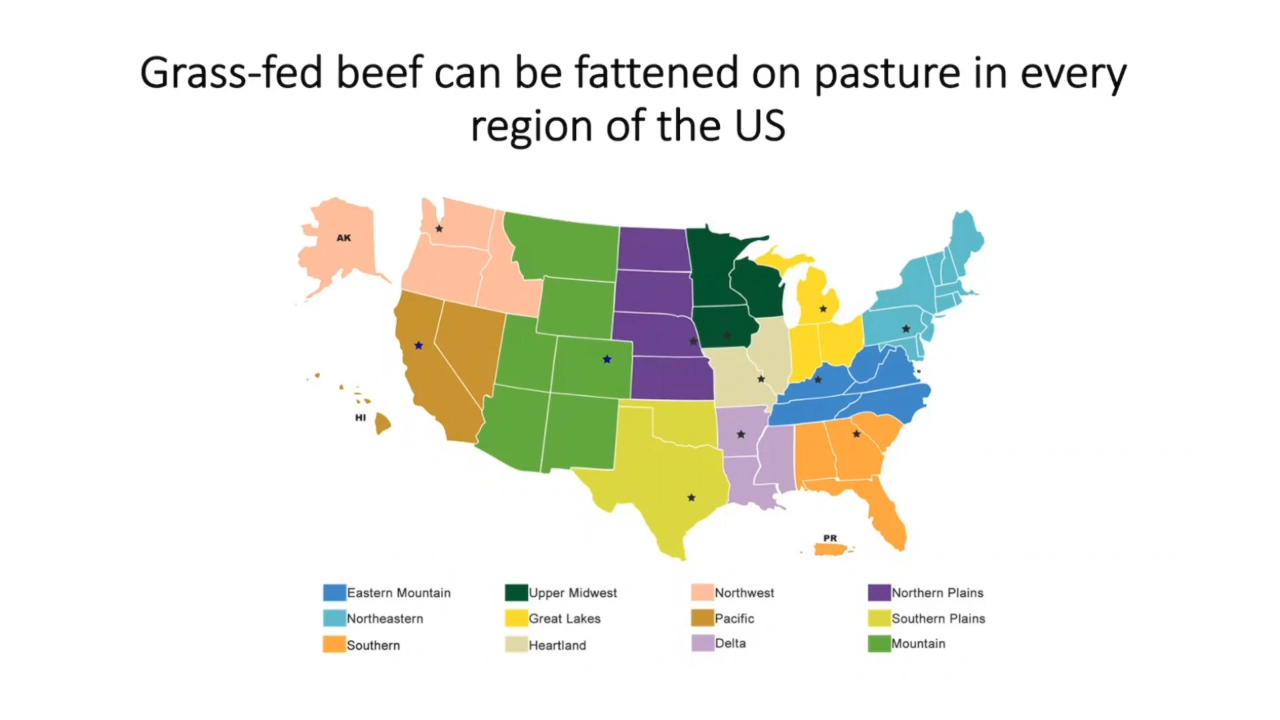 Grass-fed beef can be fattened on pasture in every
region of the US
AK
HI
PR
Eastern Mountain
Upper Midwest
Northwest
Northern Plains
Northeastern
Great Lakes
Pacific
Southern Plains
Southern
Heartland
Delta
Mountain